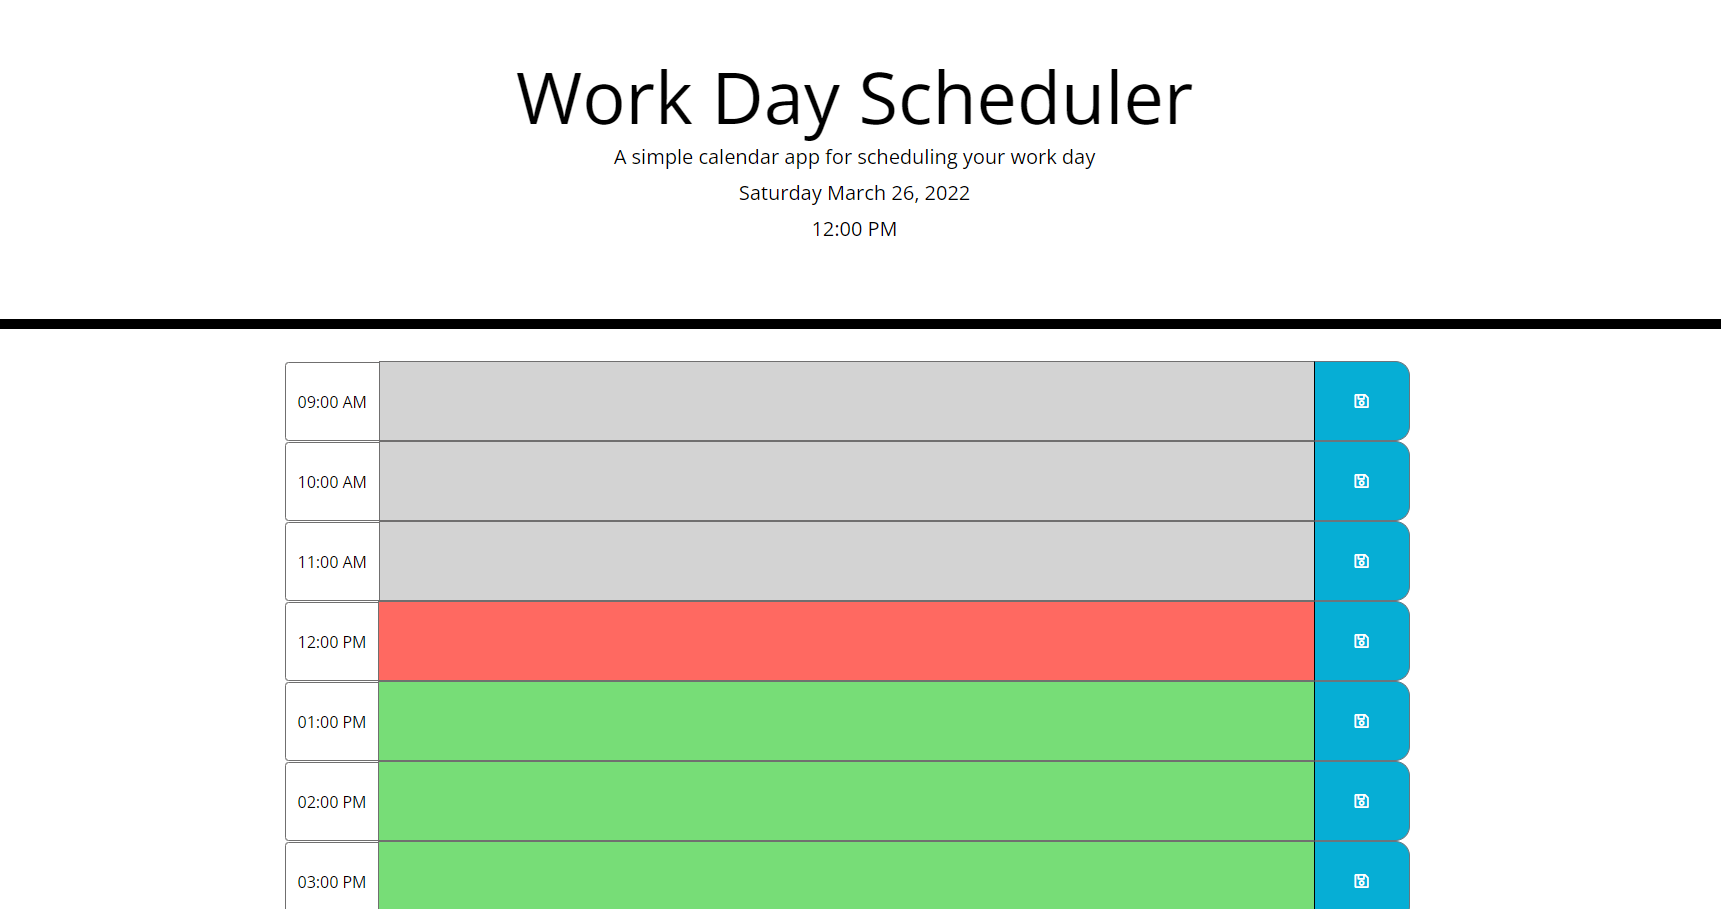 Work Day Scheduler
A simple calendar app for scheduling your work day
Saturday March 26, 2022
12:00 PM
09:00 AM
10:00 AM
11:00 AM
12:00 PM
01:00 PM
02:00 PM
03:00 PM